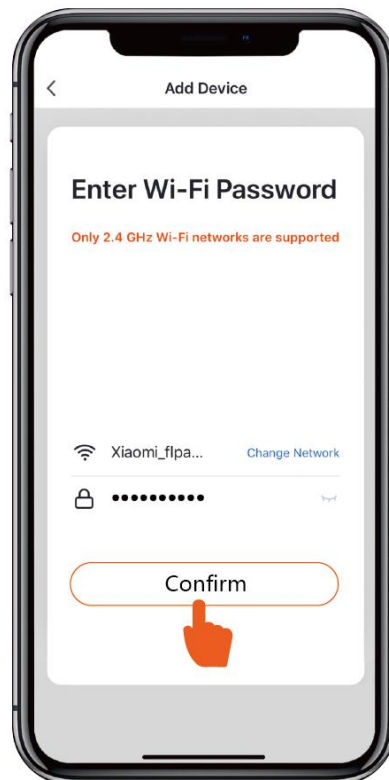 Add Device
Enter Wi-Fi Password
Only 2.4 GHz Wi-Fi networks are supported
Xiaomi_flpa... Change Network
••••••••••
Confirm